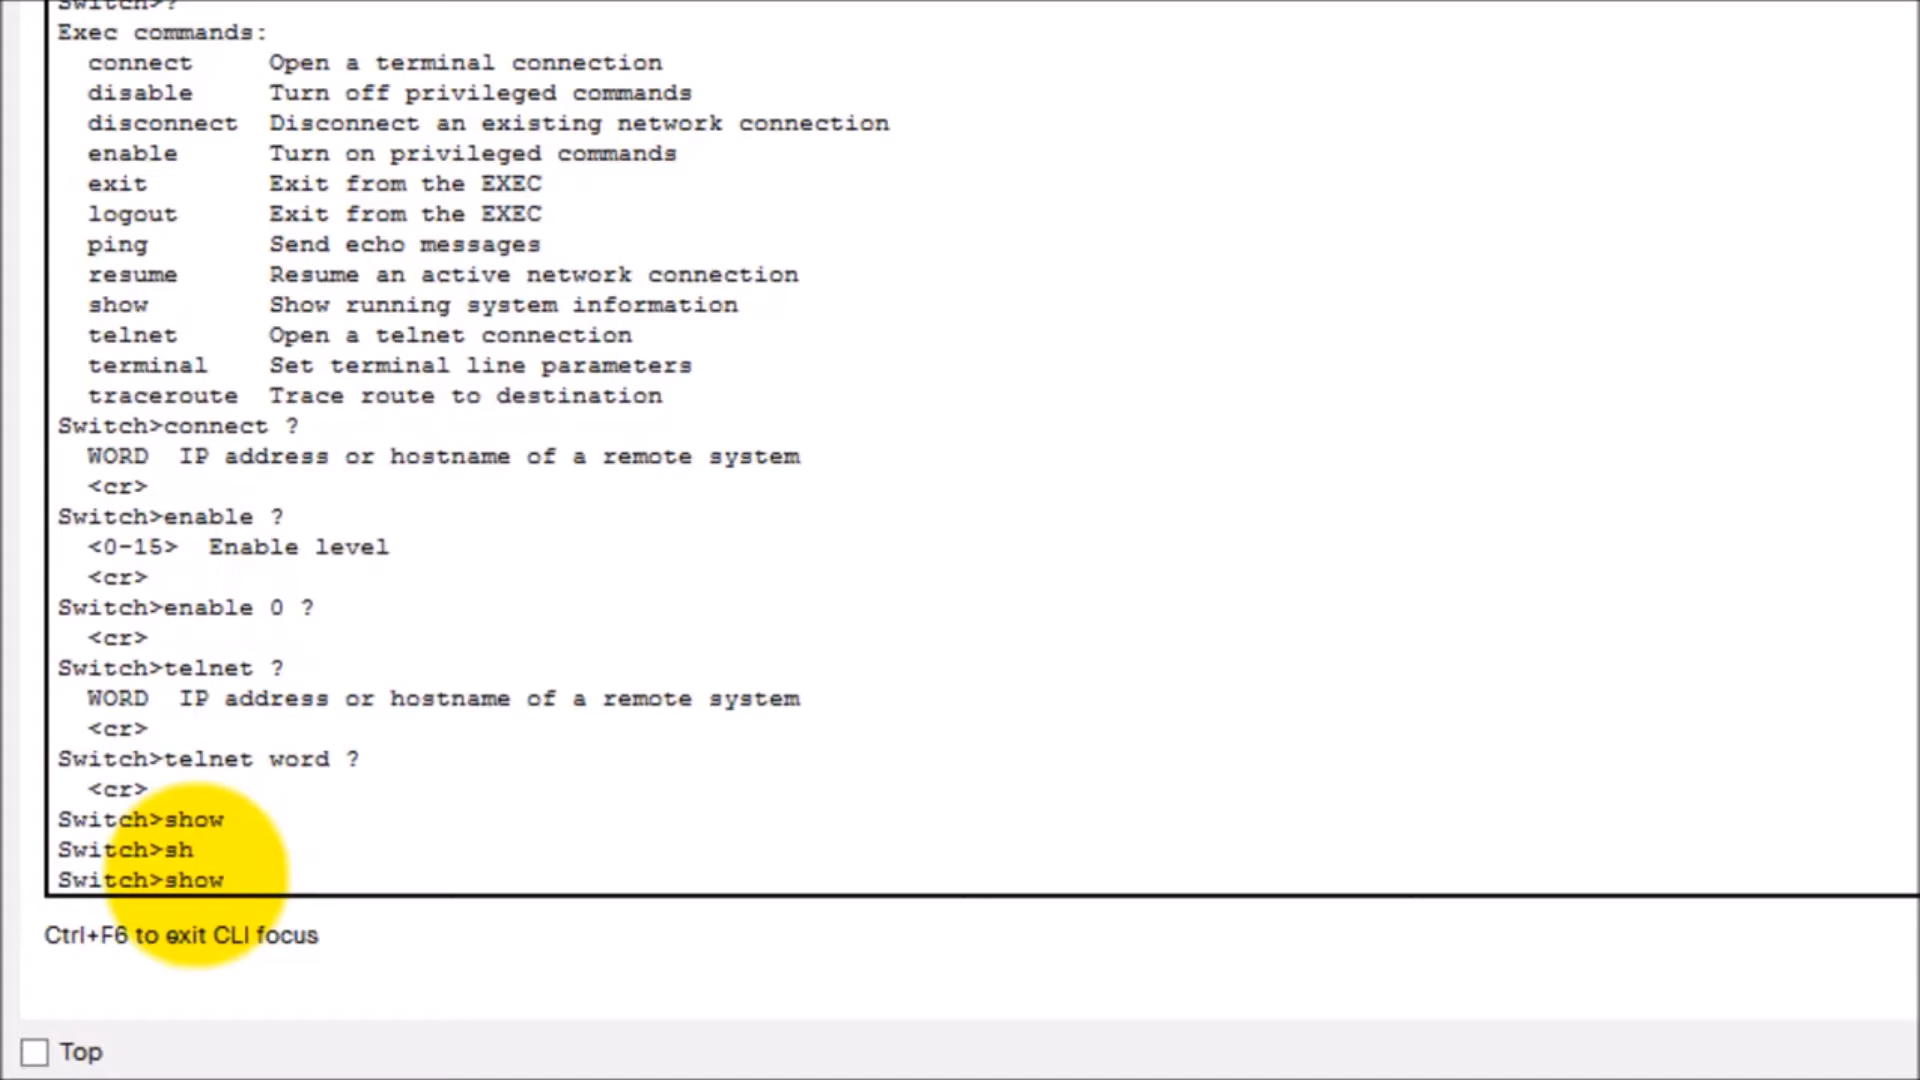 Switch>?
Exec commands:
connect Open a terminal connection
disable Turn off privileged commands
disconnect Disconnect an existing network connection
enable Turn on privileged commands
exit Exit from the EXEC
logout Exit from the EXEC
ping Send echo messages
resume Resume an active network connection
show Show running system information
telnet Open a telnet connection
terminal Set terminal line parameters
traceroute Trace route to destination
Switch>connect ?
WORD IP address or hostname of a remote system
<cr>
Switch>enable ?
<0-15> Enable level
<cr>
Switch>enable 0 ?
<cr>
Switch>telnet ?
WORD IP address or hostname of a remote system
<cr>
Switch>telnet word ?
<cr>
Switch>show
Switch>sh
Switch>show
Ctrl+F6 to exit CLI focus
Top